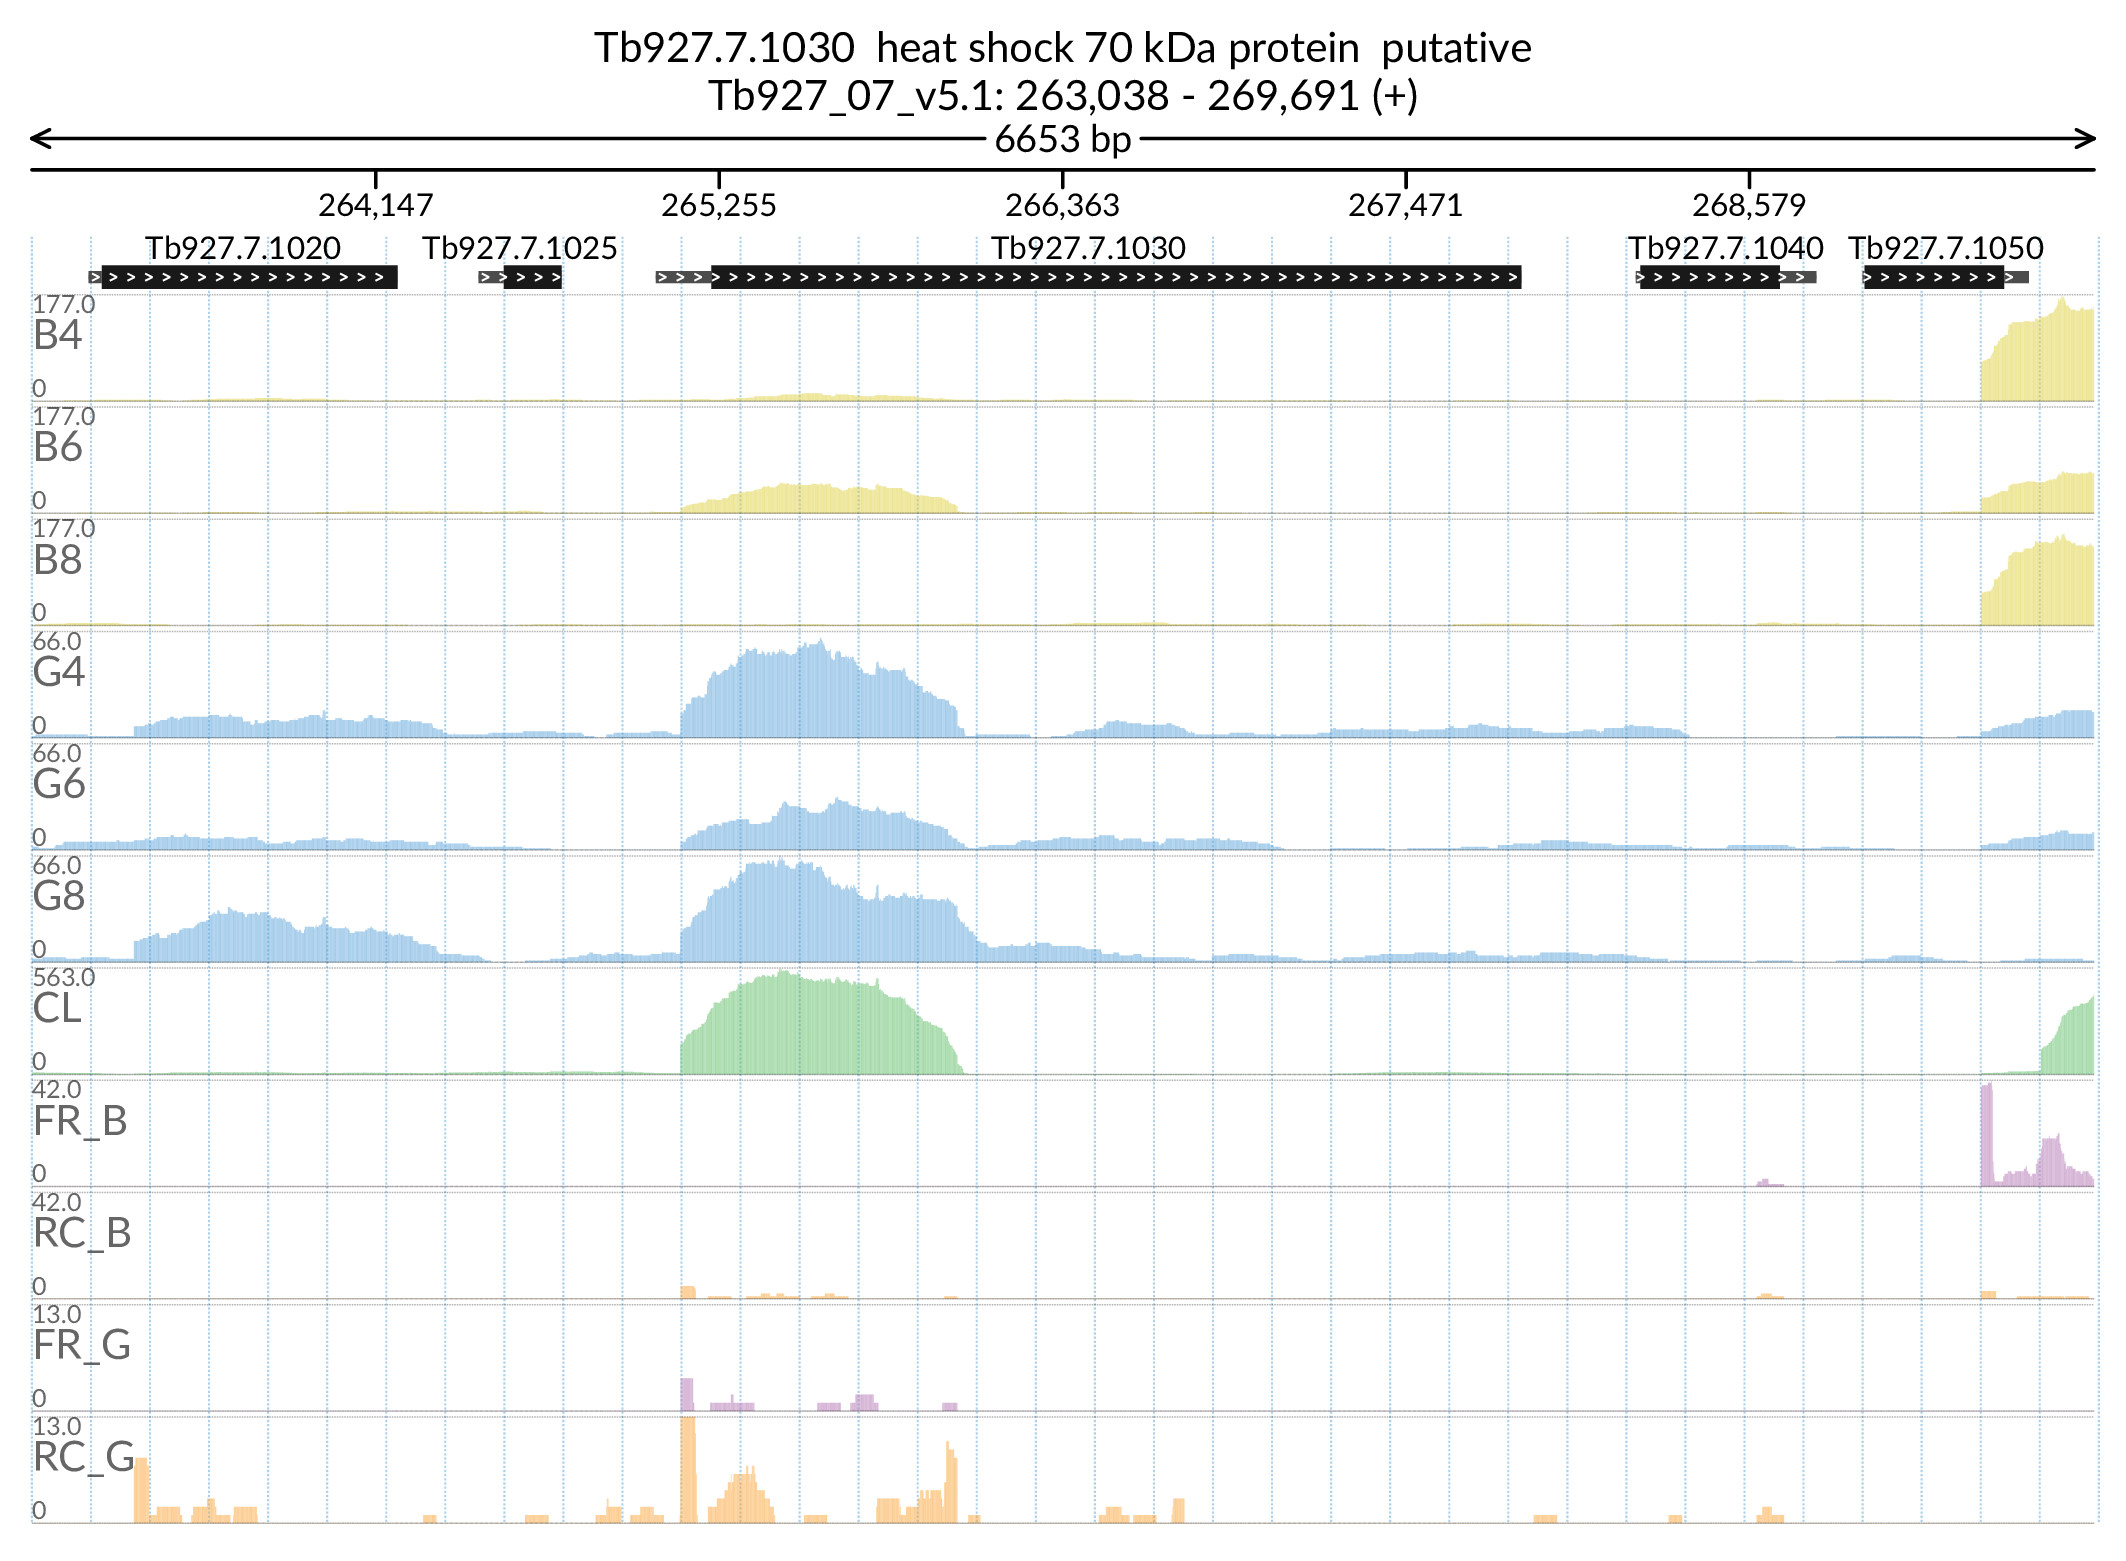 Tb927.7.1030 heat shock 70 kDa protein putative
Tb927_07_v5.1: 263,038 - 269,691 (+)
6653 bp
264,147 265,255 266,363 267,471 268,579
Tb927.7.1020 Tb927.7.1025 Tb927.7.1030 Tb927.7.1040 Tb927.7.1050
177.0
B4
0
177.0
B6
0
177.0
B8
0
66.0
G4
0
66.0
G6
0
66.0
G8
0
563.0
CL
0
42.0
FR_B
0
42.0
RC_B
0
13.0
FR_G
0
13.0
RC_G
0